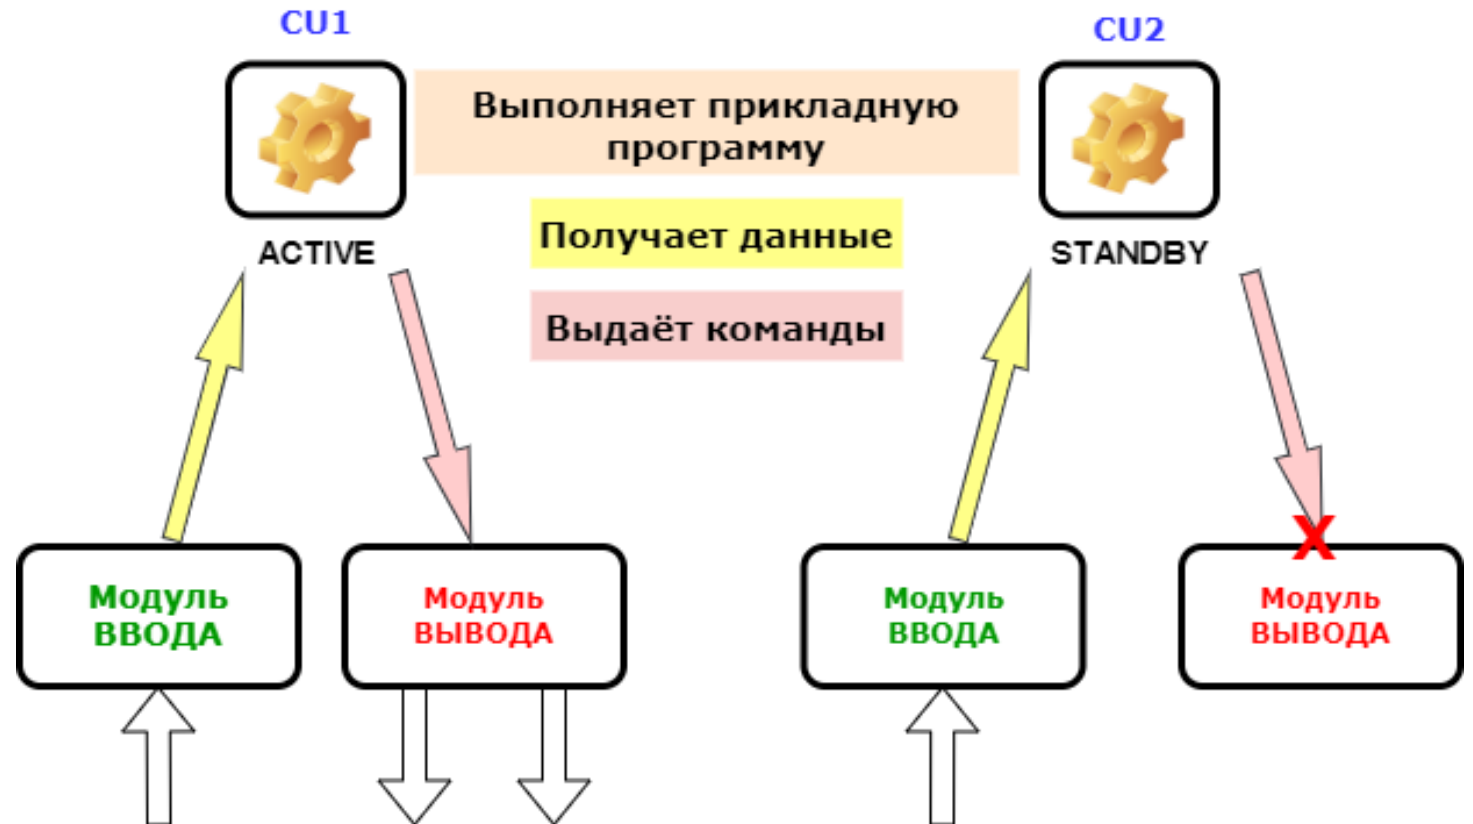 CU1
CU2
Выполняет прикладную
программу
Получает данные
ACTIVE
STANDBY
Выдаёт команды
X
Модуль
ВВОДА
Модуль
ВЫВОДА
Модуль
ВВОДА
Модуль
ВЫВОДА